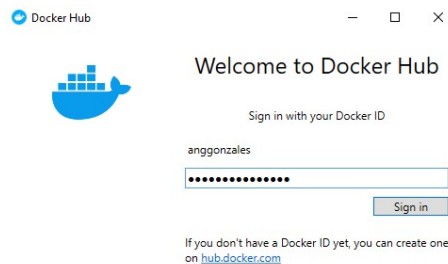 Docker Hub
Welcome to Docker Hub
Sign in with your Docker ID
anggonzales
•••••••••••••••
Sign in
If you don't have a Docker ID yet, you can create one
on hub.docker.com